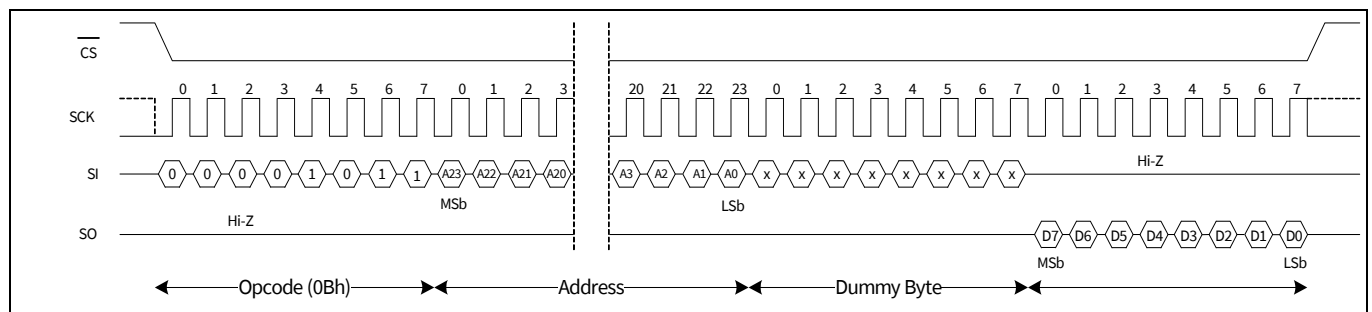 CS
0 1 2 3 4 5 6 7 0 1 2 3 20 21 22 23 0 1 2 3 4 5 6 7 0 1 2 3 4 5 6 7
SCK
Hi-Z
SI 0 0 0 0 1 0 1 1 A23 A22 A21 A20 A3 A2 A1 A0 x x x x x x x x
MSb LSb
Hi-Z
SO D7 D6 D5 D4 D3 D2 D1 D0
MSb LSb
Opcode (0Bh) Address Dummy Byte